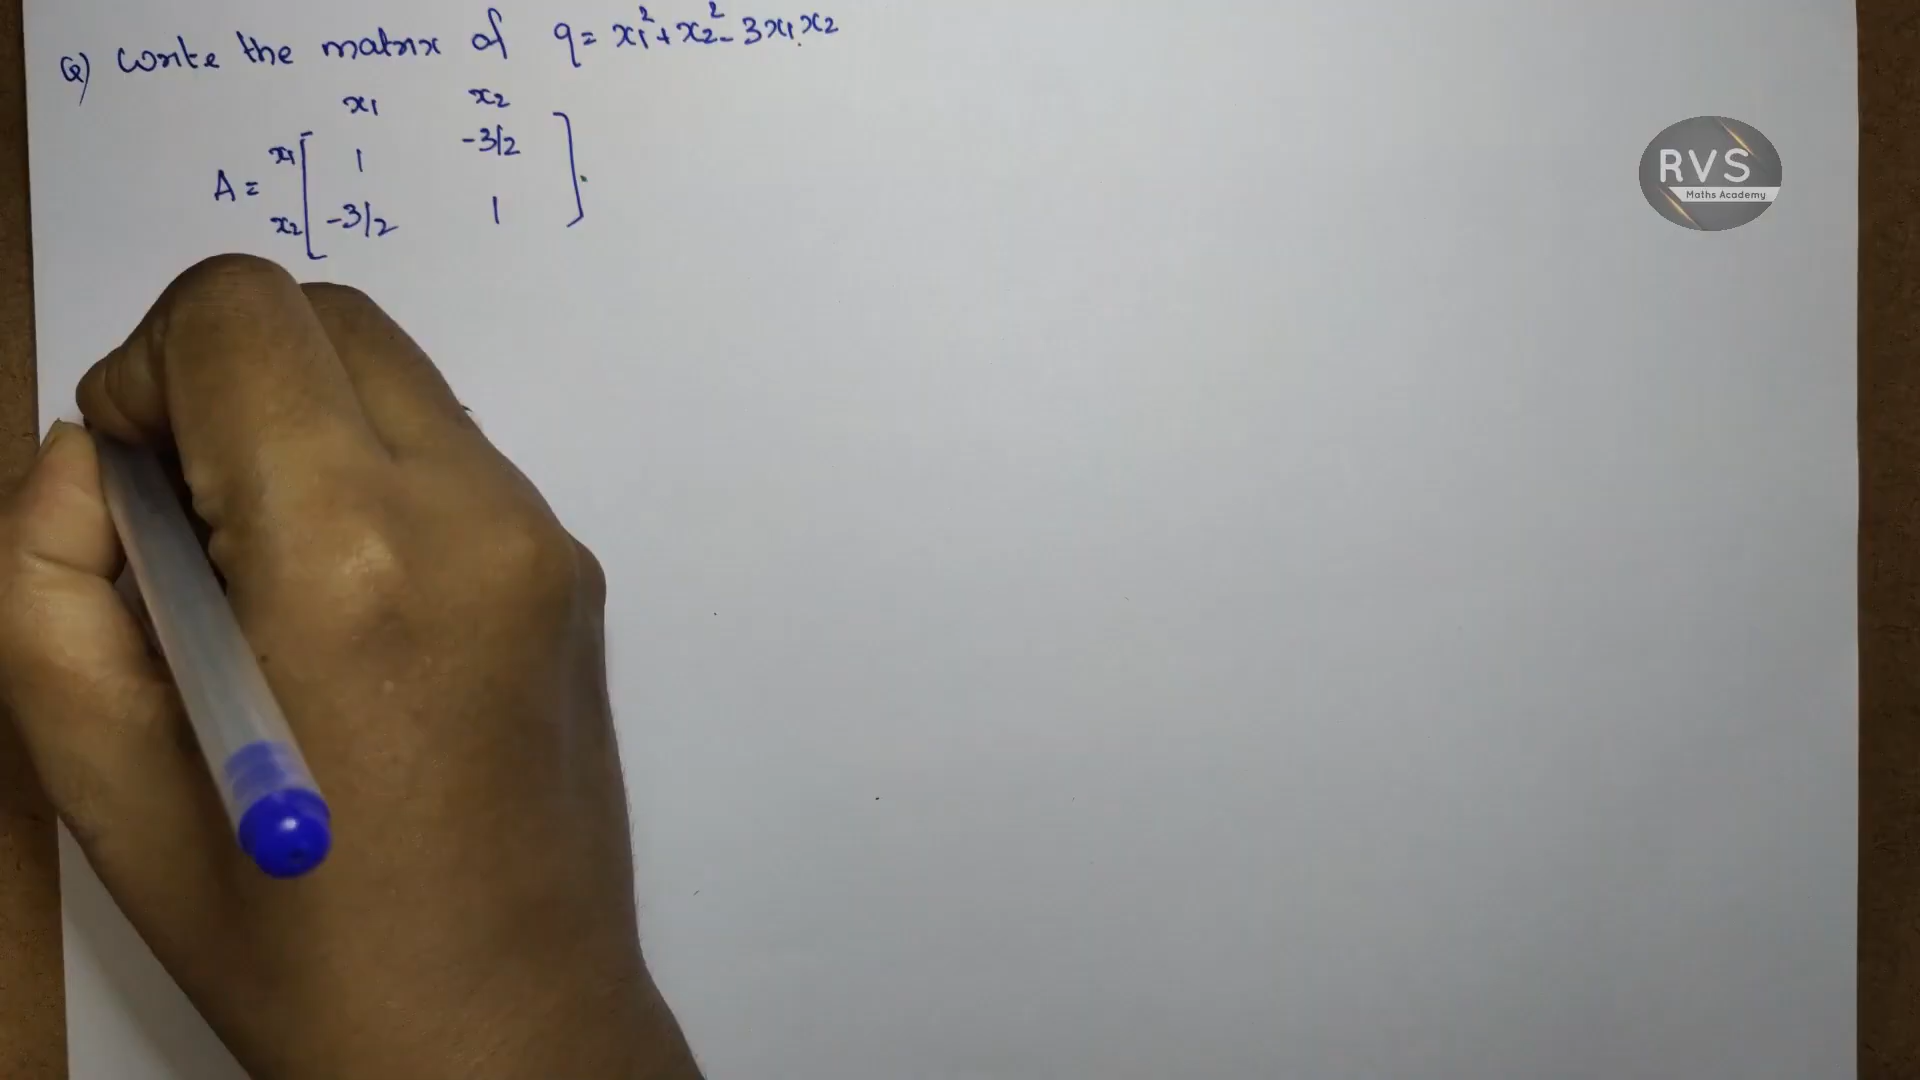 Q) Write the matrix of q = x₁² + x₂² - 3x₁x₂
x₁ x₂
x₁ 1 -3/2
A =
x₂ -3/2 1
RVS
Maths Academy